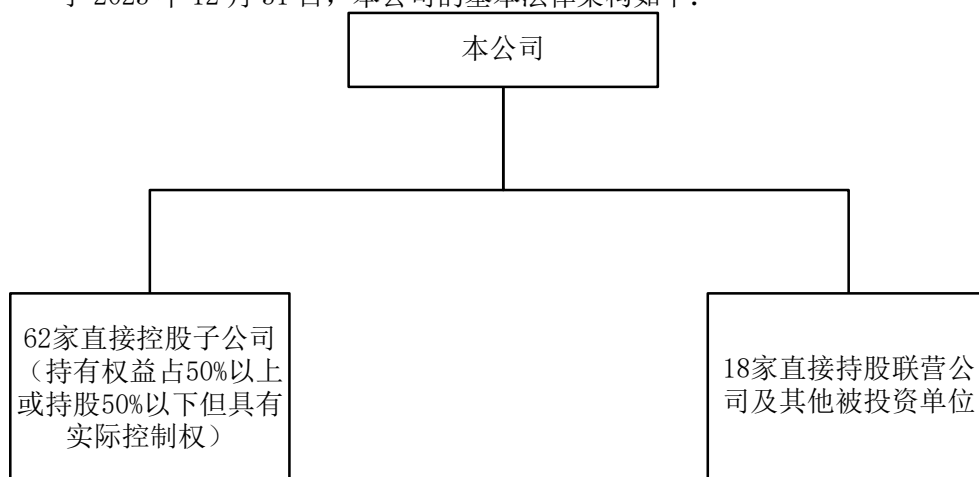 于 2023 年 12 月 31 日，本公司的基本法律架构如下：
本公司
62家直接控股子公司
（持有权益占50%以上
或持股50%以下但具有
实际控制权）
18家直接持股联营公
司及其他被投资单位